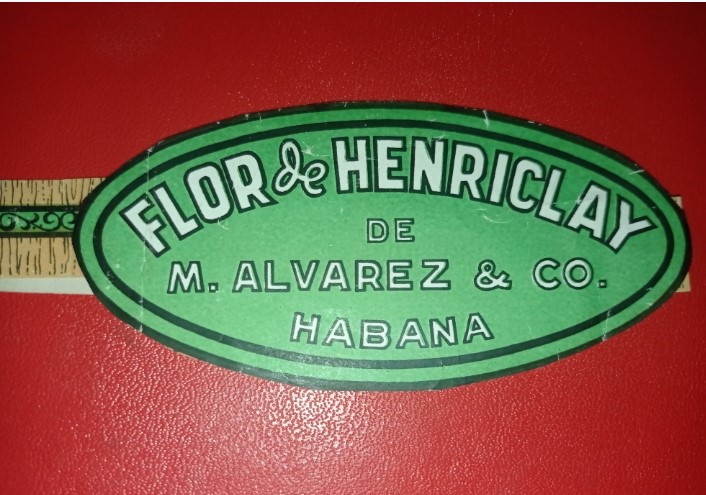 FLOR de HENRICLAY
DE
M. ALVAREZ & CO.
HABANA